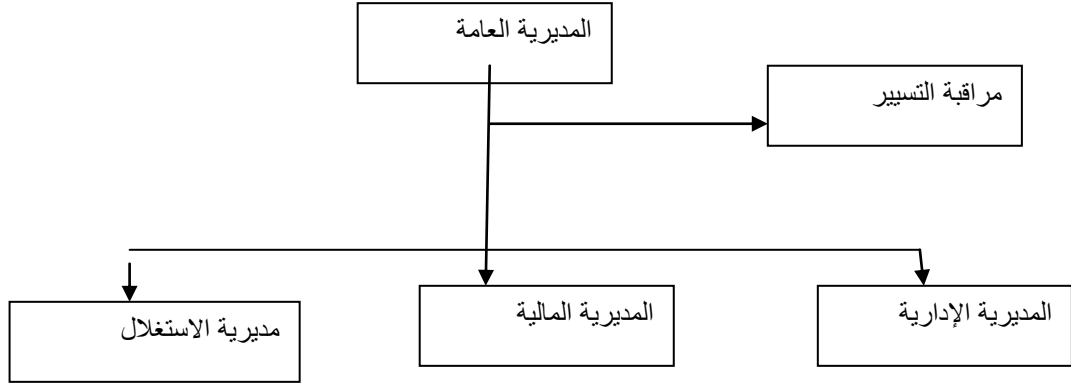 المديرية العامة
مراقبة التسيير
المديرية الإدارية
المديرية المالية
مديرية الاستغلال